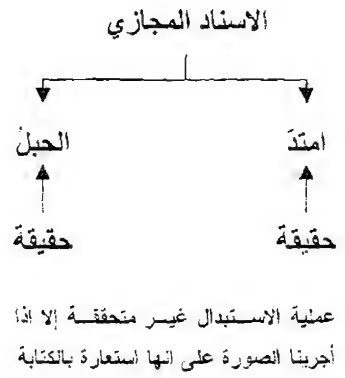 الاسناد المجازي
امتدَ الحبلُ
حقيقة حقيقة
عملية الاستبدال غير متحققة إلا اذا
أجرينا الصورة على انها استعارة بالكتابة